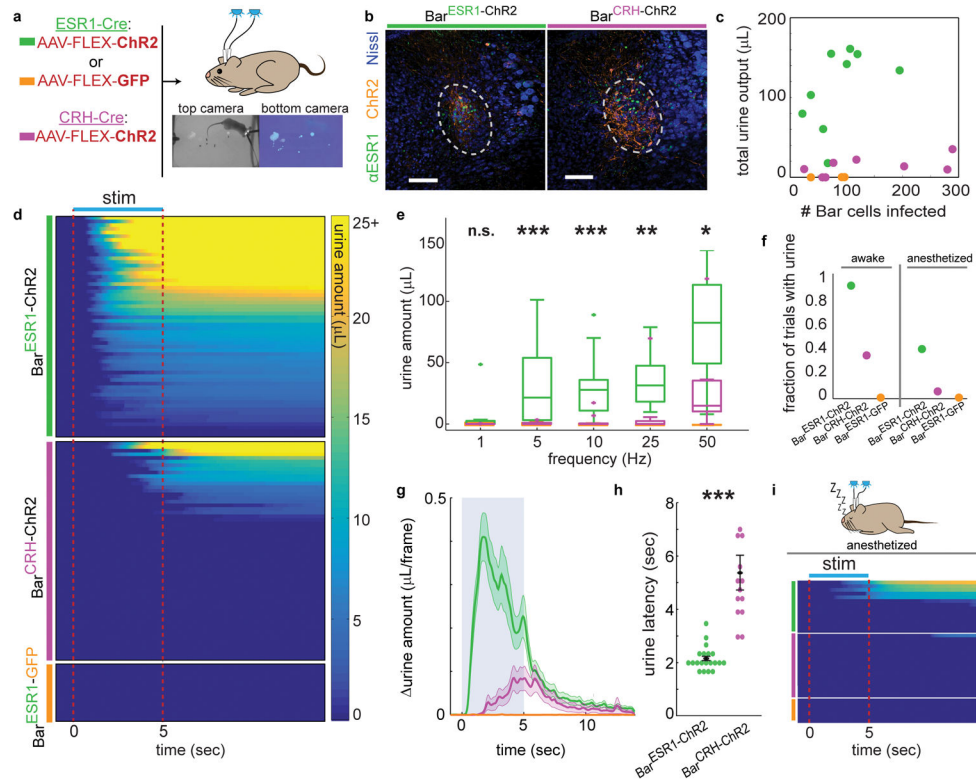 a
ESR1-Cre:
AAV-FLEX-ChR2
or
AAV-FLEX-GFP
CRH-Cre:
AAV-FLEX-ChR2
top camera
bottom camera
b
BarESR1-ChR2
BarCRH-ChR2
αESR1 ChR2 Nissl
c
total urine output (μL)
200
100
0
0 100 200 300
# Bar cells infected
d
stim
BarESR1-ChR2
BarCRH-ChR2
BarESR1-GFP
0 5
time (sec)
25+
20
15
10
5
0
urine amount (μL)
e
n.s. *** *** ** *
urine amount (μL)
150
100
50
0
1 5 10 25 50
frequency (Hz)
f
awake anesthetized
fraction of trials with urine
1
0.8
0.6
0.4
0.2
0
BarESR1-ChR2
BarCRH-ChR2
BarESR1-GFP
BarESR1-ChR2
BarCRH-ChR2
BarESR1-GFP
g
Δurine amount (μL/frame)
0.5
0
0 5 10
time (sec)
h
***
urine latency (sec)
8
6
4
2
0
BarESR1-ChR2
BarCRH-ChR2
i
z z z z z
anesthetized
stim
0 5
time (sec)